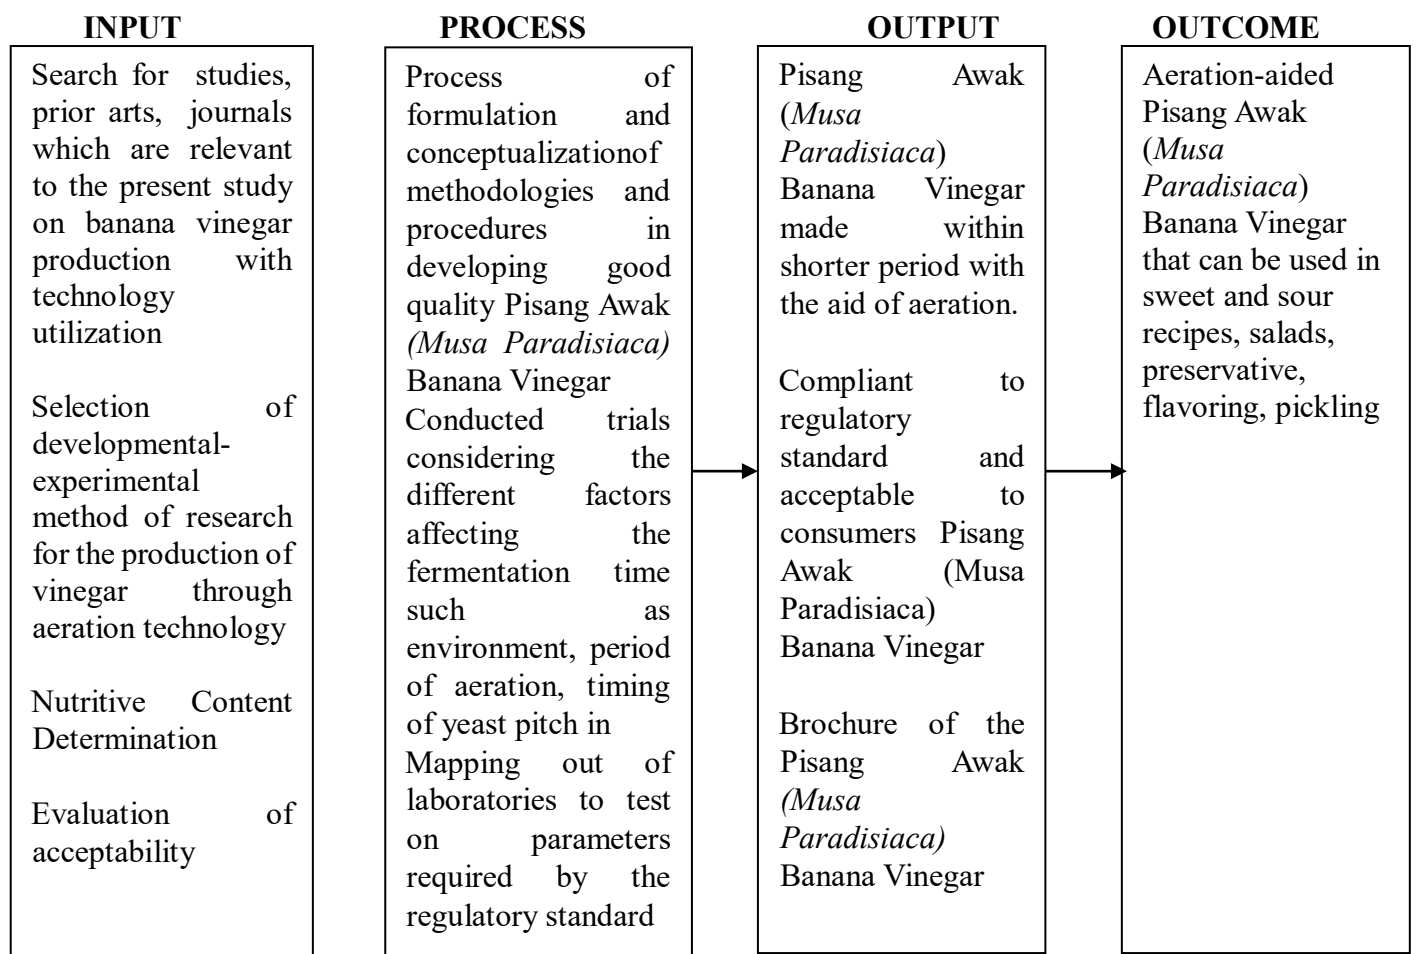 INPUT
Search for studies,
prior arts, journals
which are relevant
to the present study
on banana vinegar
production with
technology
utilization
Selection of
developmental-
experimental
method of research
for the production of
vinegar through
aeration technology
Nutritive Content
Determination
Evaluation of
acceptability
PROCESS
Process of
formulation and
conceptualizationof
methodologies and
procedures in
developing good
quality Pisang Awak
(Musa Paradisiaca)
Banana Vinegar
Conducted trials
considering the
different factors
affecting the
fermentation time
such as
environment, period
of aeration, timing
of yeast pitch in
Mapping out of
laboratories to test
on parameters
required by the
regulatory standard
OUTPUT
Pisang Awak
(Musa
Paradisiaca)
Banana Vinegar
made within
shorter period with
the aid of aeration.
Compliant to
regulatory
standard and
acceptable to
consumers Pisang
Awak (Musa
Paradisiaca)
Banana Vinegar
Brochure of the
Pisang Awak
(Musa
Paradisiaca)
Banana Vinegar
OUTCOME
Aeration-aided
Pisang Awak
(Musa
Paradisiaca)
Banana Vinegar
that can be used in
sweet and sour
recipes, salads,
preservative,
flavoring, pickling